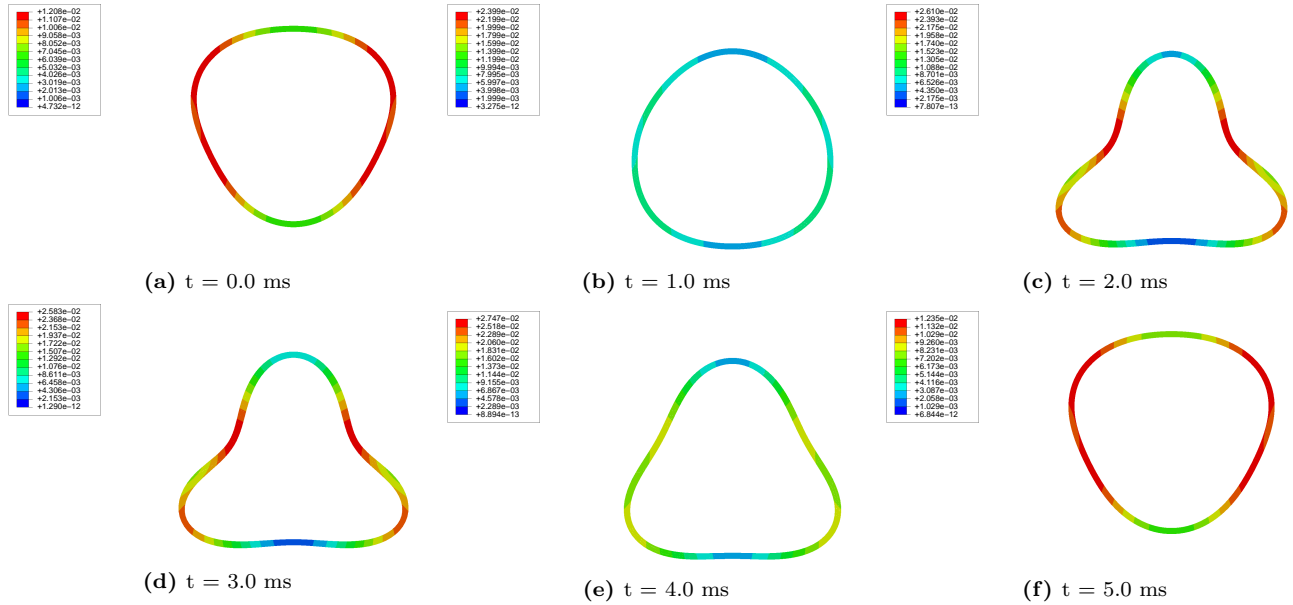 +1.208e−02
+1.107e−02
+1.006e−02
+9.058e−03
+8.052e−03
+7.045e−03
+6.039e−03
+5.032e−03
+4.026e−03
+3.019e−03
+2.013e−03
+1.006e−03
+4.732e−12
(a) t = 0.0 ms
+2.399e−02
+2.199e−02
+1.999e−02
+1.799e−02
+1.599e−02
+1.399e−02
+1.199e−02
+9.994e−03
+7.995e−03
+5.997e−03
+3.998e−03
+1.999e−03
+3.275e−12
(b) t = 1.0 ms
+2.610e−02
+2.393e−02
+2.175e−02
+1.958e−02
+1.740e−02
+1.523e−02
+1.305e−02
+1.088e−02
+8.701e−03
+6.526e−03
+4.350e−03
+2.175e−03
+7.807e−13
(c) t = 2.0 ms
+2.583e−02
+2.368e−02
+2.153e−02
+1.937e−02
+1.722e−02
+1.507e−02
+1.292e−02
+1.076e−02
+8.611e−03
+6.458e−03
+4.306e−03
+2.153e−03
+1.290e−12
(d) t = 3.0 ms
+2.747e−02
+2.518e−02
+2.289e−02
+2.060e−02
+1.831e−02
+1.602e−02
+1.373e−02
+1.144e−02
+9.155e−03
+6.867e−03
+4.578e−03
+2.289e−03
+8.894e−13
(e) t = 4.0 ms
+1.235e−02
+1.132e−02
+1.029e−02
+9.260e−03
+8.231e−03
+7.202e−03
+6.173e−03
+5.144e−03
+4.116e−03
+3.087e−03
+2.058e−03
+1.029e−03
+6.844e−12
(f) t = 5.0 ms